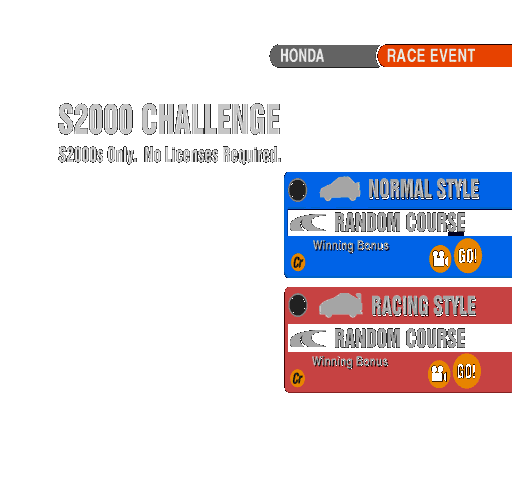 HONDA RACE EVENT
S2000 CHALLENGE
S2000s Only. No Licenses Required.
NORMAL STYLE
RANDOM COURSE
Winning Bonus
Cr GO!
RACING STYLE
RANDOM COURSE
Winning Bonus
Cr GO!